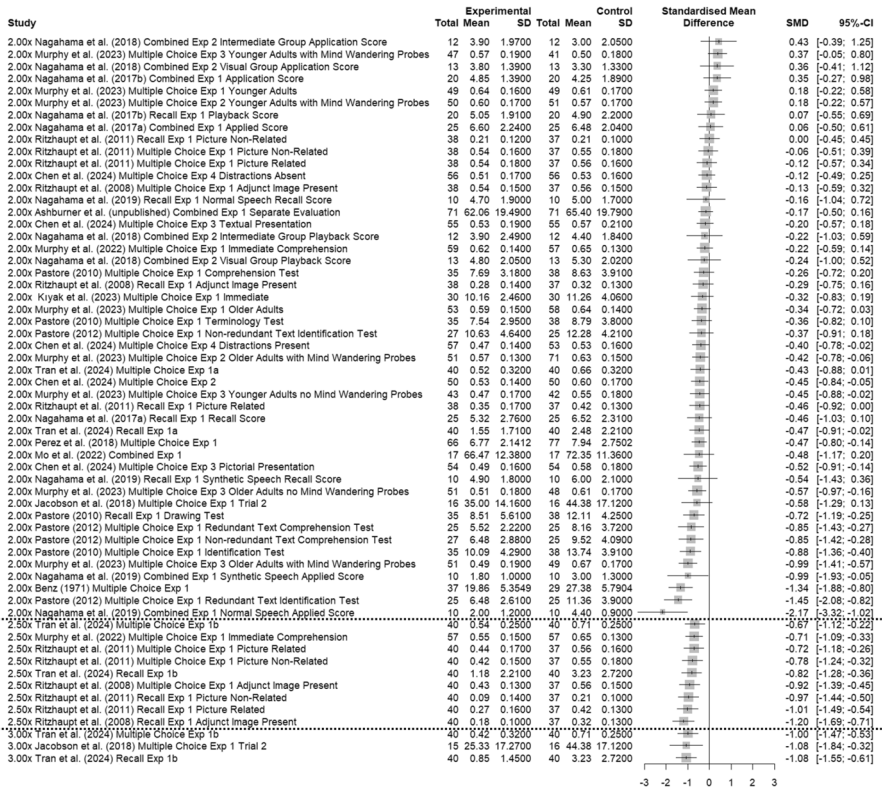 Experimental Control Standardised Mean
Study Total Mean SD Total Mean SD Difference SMD 95%-CI
2.00x Nagahama et al. (2018) Combined Exp 2 Intermediate Group Application Score 12 3.90 1.9700 12 3.00 2.0500 0.43 [-0.39; 1.25]
2.00x Murphy et al. (2023) Multiple Choice Exp 3 Younger Adults with Mind Wandering Probes 47 0.57 0.1900 41 0.50 0.1800 0.37 [-0.05; 0.80]
2.00x Nagahama et al. (2018) Combined Exp 2 Visual Group Application Score 13 3.80 1.3900 13 3.30 1.3300 0.36 [-0.41; 1.12]
2.00x Nagahama et al. (2017b) Combined Exp 1 Application Score 20 4.85 1.3900 20 4.25 1.8900 0.35 [-0.27; 0.98]
2.00x Murphy et al. (2023) Multiple Choice Exp 1 Younger Adults 49 0.64 0.1600 49 0.61 0.1700 0.18 [-0.22; 0.58]
2.00x Murphy et al. (2023) Multiple Choice Exp 2 Younger Adults with Mind Wandering Probes 50 0.60 0.1700 51 0.57 0.1700 0.18 [-0.22; 0.57]
2.00x Nagahama et al. (2017b) Recall Exp 1 Playback Score 20 5.05 1.9100 20 4.90 2.2000 0.07 [-0.55; 0.69]
2.00x Nagahama et al. (2017a) Combined Exp 1 Applied Score 25 6.60 2.2400 25 6.48 2.0400 0.06 [-0.50; 0.61]
2.00x Ritzhaupt et al. (2011) Recall Exp 1 Picture Non-Related 38 0.21 0.1200 37 0.21 0.1000 0.00 [-0.45; 0.45]
2.00x Ritzhaupt et al. (2011) Multiple Choice Exp 1 Picture Non-Related 38 0.54 0.1600 37 0.55 0.1800 -0.06 [-0.51; 0.39]
2.00x Ritzhaupt et al. (2011) Multiple Choice Exp 1 Picture Related 38 0.54 0.1800 37 0.56 0.1600 -0.12 [-0.57; 0.34]
2.00x Chen et al. (2024) Multiple Choice Exp 4 Distractions Absent 56 0.51 0.1700 56 0.53 0.1600 -0.12 [-0.49; 0.25]
2.00x Ritzhaupt et al. (2008) Multiple Choice Exp 1 Adjunct Image Present 38 0.54 0.1500 37 0.56 0.1500 -0.13 [-0.59; 0.32]
2.00x Nagahama et al. (2019) Recall Exp 1 Normal Speech Recall Score 10 4.70 1.9000 10 5.00 1.7000 -0.16 [-1.04; 0.72]
2.00x Ashburner et al. (unpublished) Combined Exp 1 Separate Evaluation 71 62.06 19.4900 71 65.40 19.7900 -0.17 [-0.50; 0.16]
2.00x Chen et al. (2024) Multiple Choice Exp 3 Textual Presentation 55 0.53 0.1900 55 0.57 0.2100 -0.20 [-0.57; 0.18]
2.00x Nagahama et al. (2018) Combined Exp 2 Intermediate Group Playback Score 12 3.90 2.4900 12 4.40 1.8400 -0.22 [-1.03; 0.59]
2.00x Murphy et al. (2022) Multiple Choice Exp 1 Immediate Comprehension 59 0.62 0.1400 57 0.65 0.1300 -0.22 [-0.59; 0.14]
2.00x Nagahama et al. (2018) Combined Exp 2 Visual Group Playback Score 13 4.80 2.0500 13 5.30 2.0200 -0.24 [-1.00; 0.52]
2.00x Pastore (2010) Multiple Choice Exp 1 Comprehension Test 35 7.69 3.1800 38 8.63 3.9100 -0.26 [-0.72; 0.20]
2.00x Ritzhaupt et al. (2008) Recall Exp 1 Adjunct Image Present 38 0.28 0.1400 37 0.32 0.1300 -0.29 [-0.75; 0.16]
2.00x Kıyak et al. (2023) Multiple Choice Exp 1 Immediate 30 10.16 2.4600 30 11.26 4.0600 -0.32 [-0.83; 0.19]
2.00x Murphy et al. (2023) Multiple Choice Exp 1 Older Adults 53 0.59 0.1500 58 0.64 0.1400 -0.34 [-0.72; 0.03]
2.00x Pastore (2010) Multiple Choice Exp 1 Terminology Test 35 7.54 2.9500 38 8.79 3.8000 -0.36 [-0.82; 0.10]
2.00x Pastore (2012) Multiple Choice Exp 1 Non-redundant Text Identification Test 27 10.63 4.6400 25 12.28 4.2100 -0.37 [-0.91; 0.18]
2.00x Chen et al. (2024) Multiple Choice Exp 4 Distractions Present 57 0.47 0.1400 53 0.53 0.1600 -0.40 [-0.78; -0.02]
2.00x Murphy et al. (2023) Multiple Choice Exp 2 Older Adults with Mind Wandering Probes 51 0.57 0.1300 71 0.63 0.1500 -0.42 [-0.78; -0.06]
2.00x Tran et al. (2024) Multiple Choice Exp 1a 40 0.52 0.3200 40 0.66 0.3200 -0.43 [-0.88; 0.01]
2.00x Chen et al. (2024) Multiple Choice Exp 2 50 0.53 0.1400 50 0.60 0.1700 -0.45 [-0.84; -0.05]
2.00x Murphy et al. (2023) Multiple Choice Exp 3 Younger Adults no Mind Wandering Probes 43 0.47 0.1700 42 0.55 0.1800 -0.45 [-0.88; -0.02]
2.00x Ritzhaupt et al. (2011) Recall Exp 1 Picture Related 38 0.35 0.1700 37 0.42 0.1300 -0.46 [-0.92; 0.00]
2.00x Nagahama et al. (2017a) Combined Exp 1 Recall Score 25 5.32 2.7600 25 6.52 2.3100 -0.46 [-1.03; 0.10]
2.00x Tran et al. (2024) Recall Exp 1a 40 1.55 1.7100 40 2.48 2.2100 -0.47 [-0.91; -0.02]
2.00x Perez et al. (2018) Multiple Choice Exp 1 66 6.77 2.1412 77 7.94 2.7502 -0.47 [-0.80; -0.14]
2.00x Mo et al. (2022) Combined Exp 1 17 66.47 12.3800 17 72.35 11.3600 -0.48 [-1.17; 0.20]
2.00x Chen et al. (2024) Multiple Choice Exp 3 Pictorial Presentation 54 0.49 0.1600 54 0.58 0.1800 -0.52 [-0.91; -0.14]
2.00x Nagahama et al. (2019) Recall Exp 1 Synthetic Speech Recall Score 10 4.90 1.8000 10 6.00 2.1000 -0.54 [-1.43; 0.36]
2.00x Murphy et al. (2023) Multiple Choice Exp 3 Older Adults no Mind Wandering Probes 51 0.51 0.1800 48 0.61 0.1700 -0.57 [-0.97; -0.16]
2.00x Jacobson et al. (2018) Multiple Choice Exp 1 Trial 2 16 35.00 14.1600 16 44.38 17.1200 -0.58 [-1.29; 0.13]
2.00x Pastore (2010) Recall Exp 1 Drawing Test 35 8.51 5.6100 38 12.11 4.2500 -0.72 [-1.19; -0.25]
2.00x Pastore (2012) Multiple Choice Exp 1 Redundant Text Comprehension Test 25 5.52 2.2200 25 8.16 3.7200 -0.85 [-1.43; -0.27]
2.00x Pastore (2012) Multiple Choice Exp 1 Non-redundant Text Comprehension Test 27 6.48 2.8800 25 9.52 4.0900 -0.85 [-1.42; -0.28]
2.00x Pastore (2010) Multiple Choice Exp 1 Identification Test 35 10.09 4.2900 38 13.74 3.9100 -0.88 [-1.36; -0.40]
2.00x Murphy et al. (2023) Multiple Choice Exp 3 Older Adults with Mind Wandering Probes 51 0.49 0.1900 49 0.67 0.1700 -0.99 [-1.41; -0.57]
2.00x Nagahama et al. (2019) Combined Exp 1 Synthetic Speech Applied Score 10 1.80 1.0000 10 3.00 1.3000 -0.99 [-1.93; -0.05]
2.00x Benz (1971) Multiple Choice Exp 1 37 19.86 5.3549 29 27.38 5.7904 -1.34 [-1.88; -0.80]
2.00x Pastore (2012) Multiple Choice Exp 1 Redundant Text Identification Test 25 6.48 2.6100 25 11.36 3.9000 -1.45 [-2.08; -0.82]
2.00x Nagahama et al. (2019) Combined Exp 1 Normal Speech Applied Score 10 2.00 1.2000 10 4.40 0.9000 -2.17 [-3.32; -1.02]
2.50x Tran et al. (2024) Multiple Choice Exp 1b 40 0.54 0.2500 40 0.71 0.2500 -0.67 [-1.12; -0.22]
2.50x Murphy et al. (2022) Multiple Choice Exp 1 Immediate Comprehension 57 0.55 0.1500 57 0.65 0.1300 -0.71 [-1.09; -0.33]
2.50x Ritzhaupt et al. (2011) Multiple Choice Exp 1 Picture Related 40 0.44 0.1700 37 0.56 0.1600 -0.72 [-1.18; -0.26]
2.50x Ritzhaupt et al. (2011) Multiple Choice Exp 1 Picture Non-Related 40 0.42 0.1500 37 0.55 0.1800 -0.78 [-1.24; -0.32]
2.50x Tran et al. (2024) Recall Exp 1b 40 1.18 2.2100 40 3.23 2.7200 -0.82 [-1.28; -0.36]
2.50x Ritzhaupt et al. (2008) Multiple Choice Exp 1 Adjunct Image Present 40 0.43 0.1300 37 0.56 0.1500 -0.92 [-1.39; -0.45]
2.50x Ritzhaupt et al. (2011) Recall Exp 1 Picture Non-Related 40 0.09 0.1400 37 0.21 0.1000 -0.97 [-1.44; -0.50]
2.50x Ritzhaupt et al. (2011) Recall Exp 1 Picture Related 40 0.27 0.1600 37 0.42 0.1300 -1.01 [-1.49; -0.54]
2.50x Ritzhaupt et al. (2008) Recall Exp 1 Adjunct Image Present 40 0.18 0.1000 37 0.32 0.1300 -1.20 [-1.69; -0.71]
3.00x Tran et al. (2024) Multiple Choice Exp 1b 40 0.42 0.3200 40 0.71 0.2500 -1.00 [-1.47; -0.53]
3.00x Jacobson et al. (2018) Multiple Choice Exp 1 Trial 2 15 25.33 17.2700 16 44.38 17.1200 -1.08 [-1.84; -0.32]
3.00x Tran et al. (2024) Recall Exp 1b 40 0.85 1.4500 40 3.23 2.7200 -1.08 [-1.55; -0.61]
-3 -2 -1 0 1 2 3